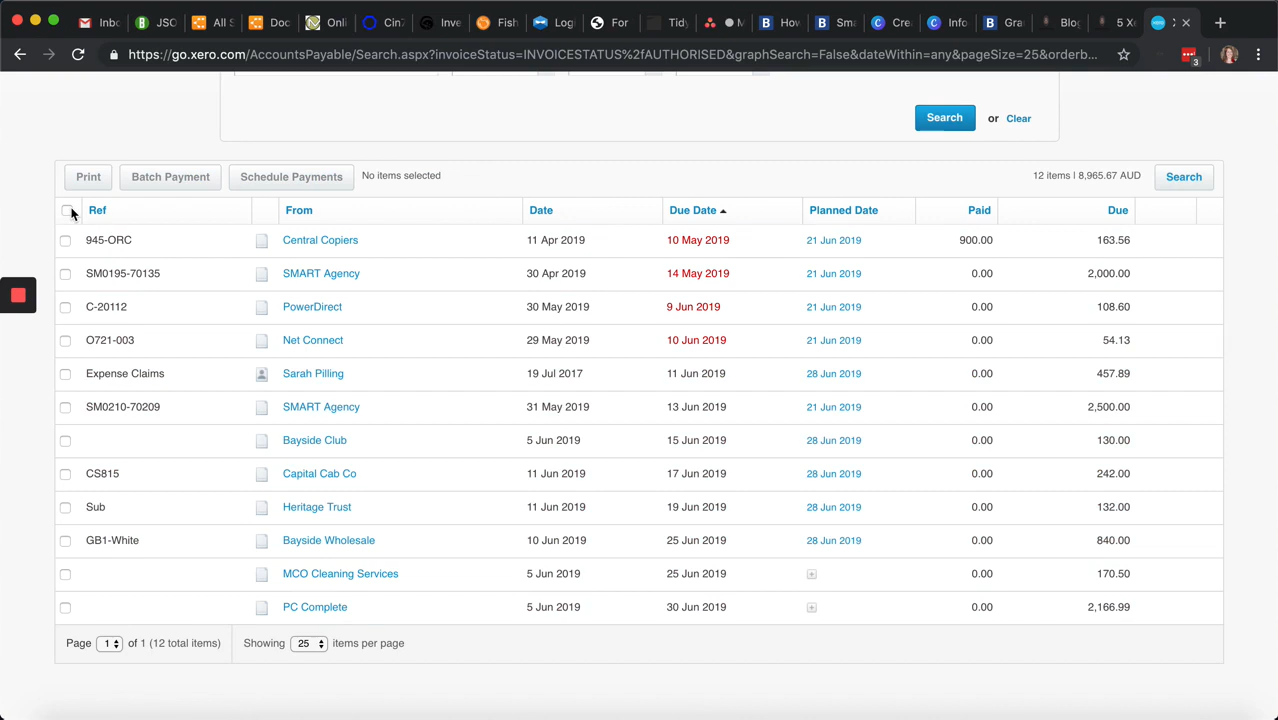 Inbo
JSO
All S
Doc
Onli
Cin7
Inve
Fish
Logi
For
Tidy
M
How
Sma
Cre
Info
Gra
Blog
5 Xe
https://go.xero.com/AccountsPayable/Search.aspx?invoiceStatus=INVOICESTATUS%2fAUTHORISED&graphSearch=False&dateWithin=any&pageSize=25&orderb...
3
Search or Clear
Print Batch Payment Schedule Payments No items selected 12 items | 8,965.67 AUD Search
Ref From Date Due Date Planned Date Paid Due
945-ORC Central Copiers 11 Apr 2019 10 May 2019 21 Jun 2019 900.00 163.56
SM0195-70135 SMART Agency 30 Apr 2019 14 May 2019 21 Jun 2019 0.00 2,000.00
C-20112 PowerDirect 30 May 2019 9 Jun 2019 21 Jun 2019 0.00 108.60
O721-003 Net Connect 29 May 2019 10 Jun 2019 21 Jun 2019 0.00 54.13
Expense Claims Sarah Pilling 19 Jul 2017 11 Jun 2019 28 Jun 2019 0.00 457.89
SM0210-70209 SMART Agency 31 May 2019 13 Jun 2019 21 Jun 2019 0.00 2,500.00
Bayside Club 5 Jun 2019 15 Jun 2019 28 Jun 2019 0.00 130.00
CS815 Capital Cab Co 11 Jun 2019 17 Jun 2019 28 Jun 2019 0.00 242.00
Sub Heritage Trust 11 Jun 2019 19 Jun 2019 28 Jun 2019 0.00 132.00
GB1-White Bayside Wholesale 10 Jun 2019 25 Jun 2019 28 Jun 2019 0.00 840.00
MCO Cleaning Services 5 Jun 2019 25 Jun 2019 0.00 170.50
PC Complete 5 Jun 2019 30 Jun 2019 0.00 2,166.99
Page 1 of 1 (12 total items) Showing 25 items per page